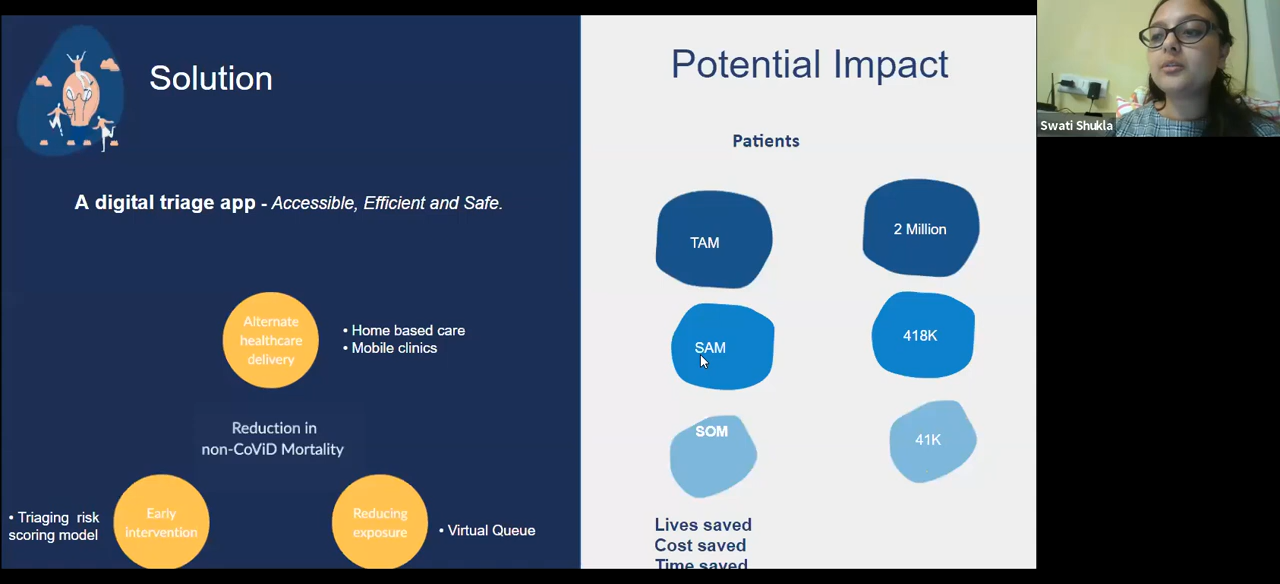 Solution
A digital triage app - Accessible, Efficient and Safe.
Alternate
healthcare
delivery
• Home based care
• Mobile clinics
Reduction in
non-CoViD Mortality
• Triaging risk
scoring model
Early
intervention
Reducing
exposure
• Virtual Queue
Potential Impact
Patients
TAM
2 Million
SAM
418K
SOM
41K
Lives saved
Cost saved
Time saved
Swati Shukla